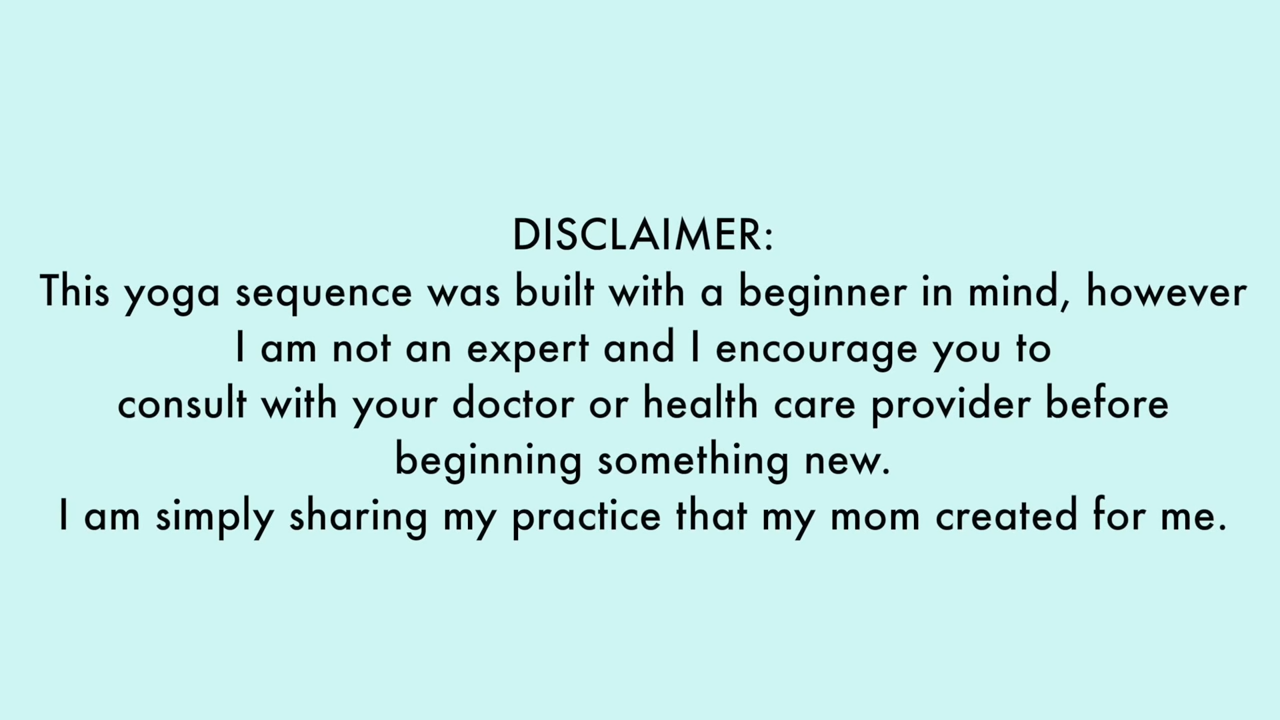 DISCLAIMER:
This yoga sequence was built with a beginner in mind, however
I am not an expert and I encourage you to
consult with your doctor or health care provider before
beginning something new.
I am simply sharing my practice that my mom created for me.